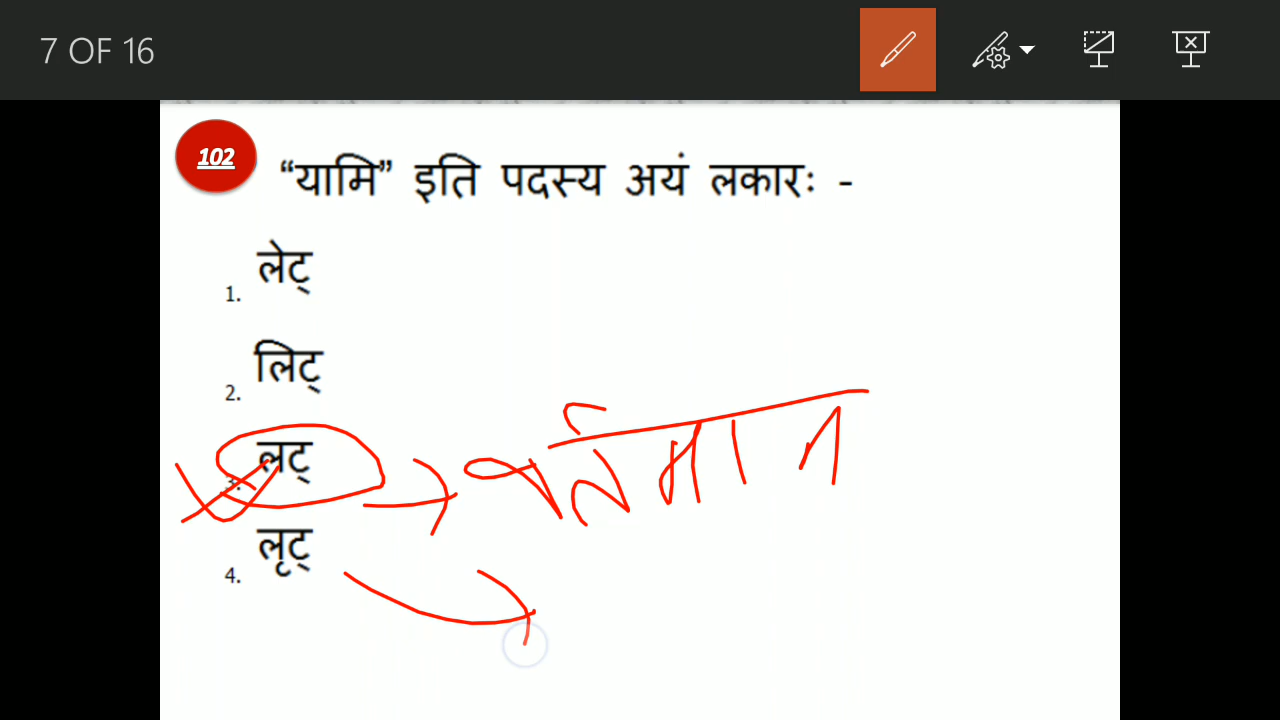 7 OF 16
102
“यामि” इति पदस्य अयं लकारः -
1. लेट्
2. लिट्
3. लट्
वर्तमान
4. लृट्